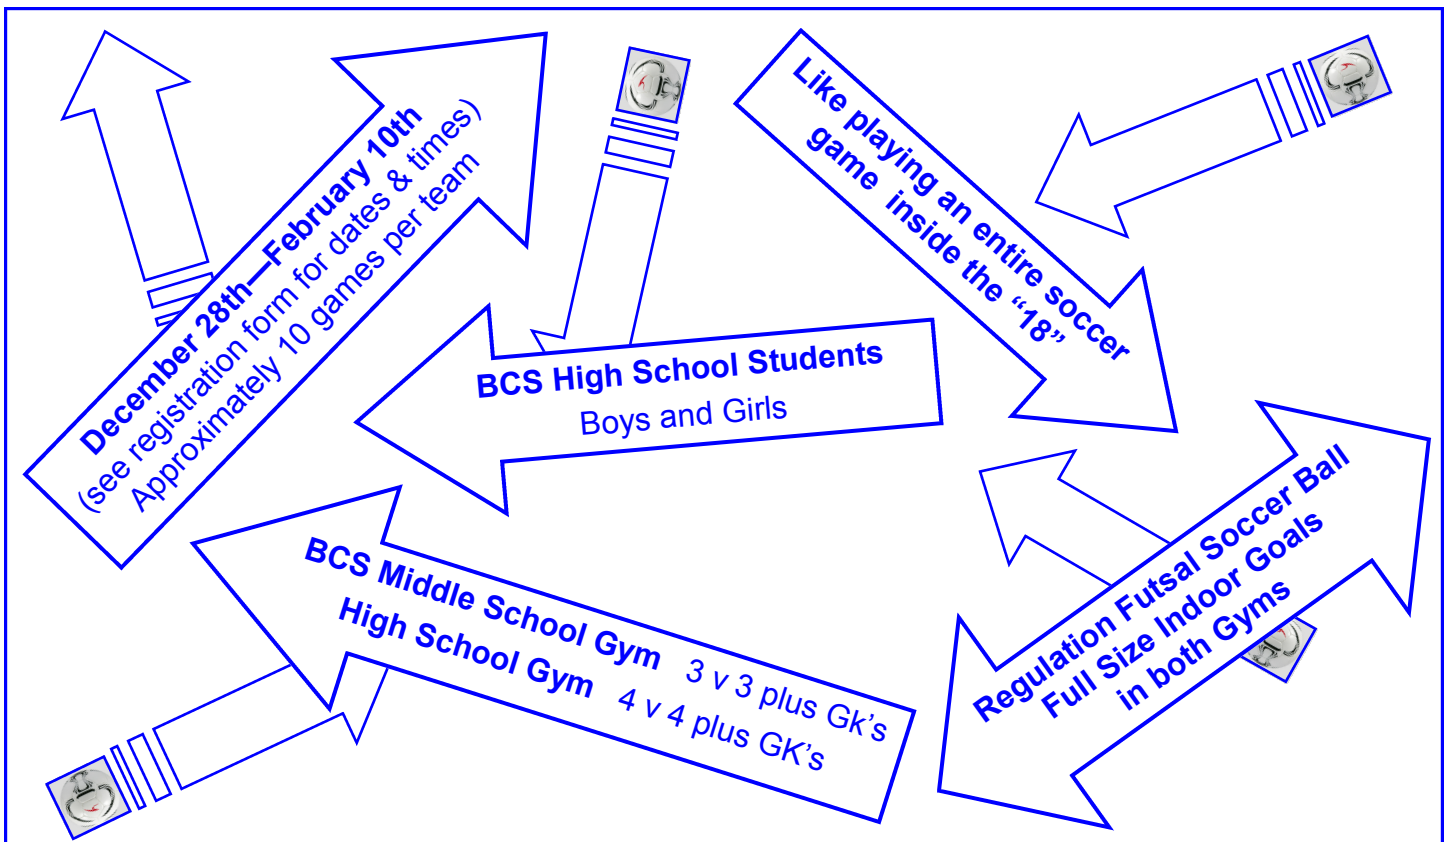 December 28th—February 10th
(see registration form for dates & times)
Approximately 10 games per team
Like playing an entire soccer
game inside the “18”
BCS High School Students
Boys and Girls
BCS Middle School Gym 3 v 3 plus Gk’s
High School Gym 4 v 4 plus GK’s
Regulation Futsal Soccer Ball
Full Size Indoor Goals
in both Gyms